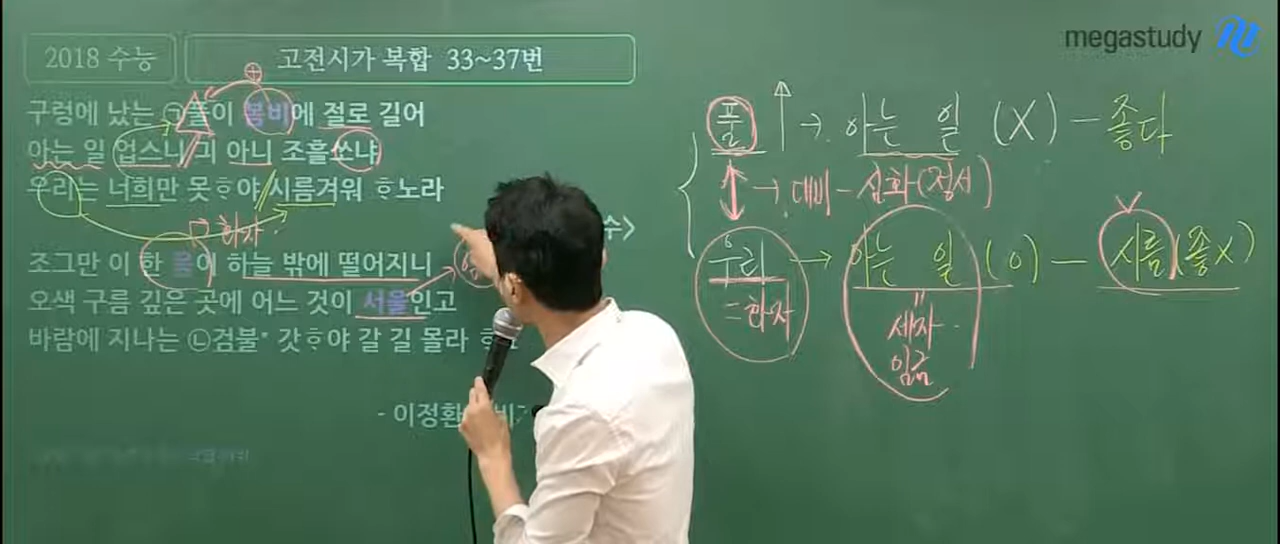 megastudy
2018 수능
고전시가 복합 33~37번
구렁에 났는 ㉠풀이 봄비에 절로 길어
아는 일 업스니 긔 아니 조흘쏘냐
우리는 너희만 못ᄒᆞ야 시름겨워 ᄒᆞ노라
수>
조그만 이 한 몸이 하늘 밖에 떨어지니
오색 구름 깊은 곳에 어느 것이 서울인고
바람에 지나는 ㉡검불* 갓ᄒᆞ야 갈 길 몰라
- 이정환
화자
풀 ↑ → 아는 일 (X) - 좋다
→ 대비 - 심화(정서)
우리 → 아는 일 (O) - 시름(좋X)
= 화자
= 세자
임금